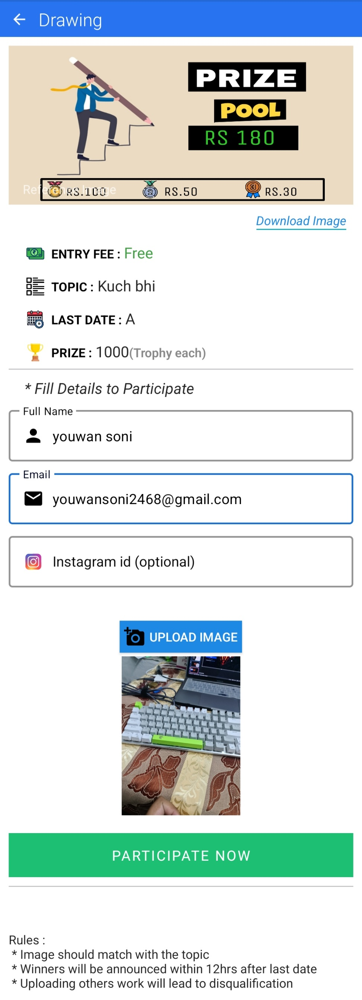 Drawing
PRIZE
POOL
RS 180
Reference Image
RS.100 RS.50 RS.30
Download Image
ENTRY FEE : Free
TOPIC : Kuch bhi
LAST DATE : A
PRIZE : 1000(Trophy each)
* Fill Details to Participate
Full Name
youwan soni
Email
youwansoni2468@gmail.com
Instagram id (optional)
UPLOAD IMAGE
PARTICIPATE NOW
Rules :
* Image should match with the topic
* Winners will be announced within 12hrs after last date
* Uploading others work will lead to disqualification